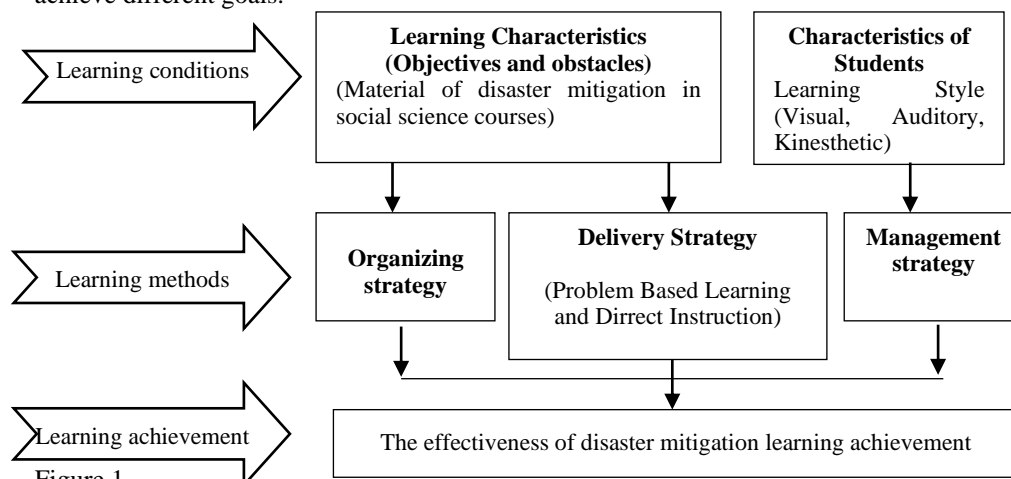 achieve different goals.
Learning conditions
Learning Characteristics
(Objectives and obstacles)
(Material of disaster mitigation in
social science courses)
Characteristics of
Students
Learning Style
(Visual, Auditory,
Kinesthetic)
Learning methods
Organizing
strategy
Delivery Strategy
(Problem Based Learning
and Dirrect Instruction)
Management
strategy
Learning achievement
The effectiveness of disaster mitigation learning achievement
Figure 1